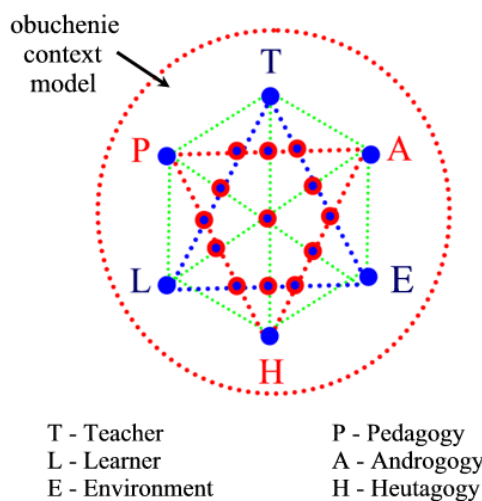 obuchenie
context
model
T
P
A
L
E
H
T - Teacher
P - Pedagogy
L - Learner
A - Androgogy
E - Environment
H - Heutagogy